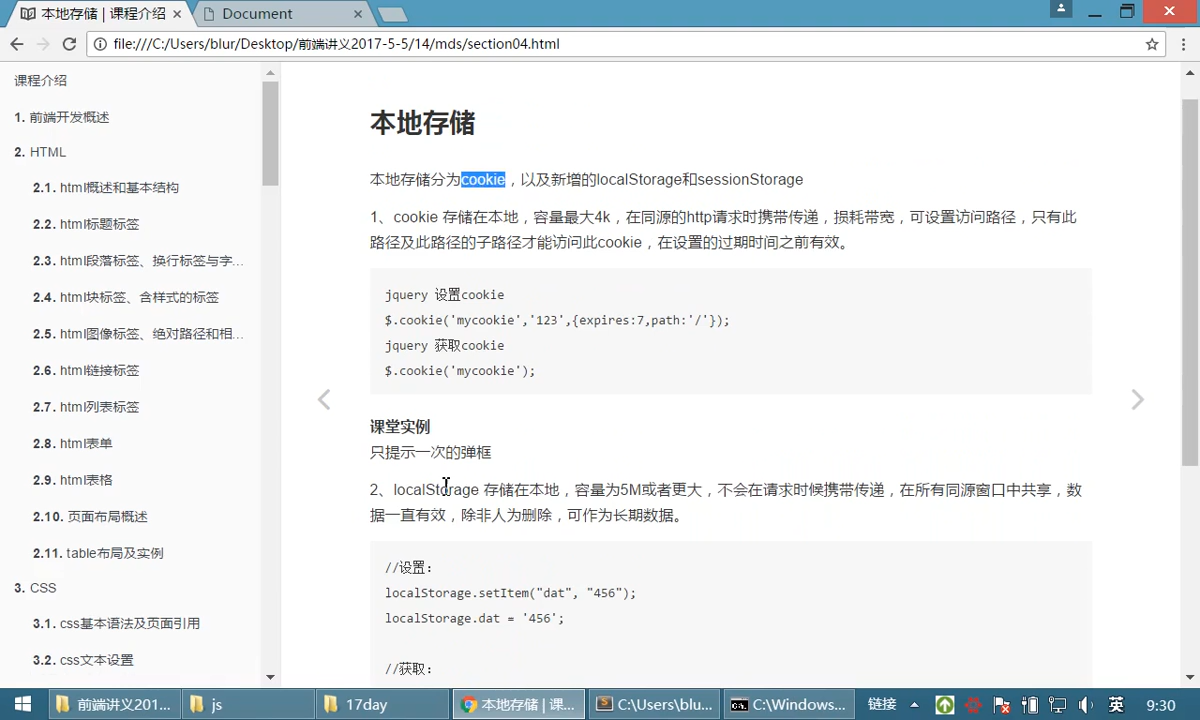 本地存储 | 课程介绍
Document
file:///C:/Users/blur/Desktop/前端讲义2017-5-5/14/mds/section04.html
课程介绍
1. 前端开发概述
2. HTML
2.1. html概述和基本结构
2.2. html标题标签
2.3. html段落标签、换行标签与字...
2.4. html块标签、含样式的标签
2.5. html图像标签、绝对路径和相...
2.6. html链接标签
2.7. html列表标签
2.8. html表单
2.9. html表格
2.10. 页面布局概述
2.11. table布局及实例
3. CSS
3.1. css基本语法及页面引用
3.2. css文本设置
本地存储
本地存储分为cookie，以及新增的localStorage和sessionStorage
1、cookie 存储在本地，容量最大4k，在同源的http请求时携带传递，损耗带宽，可设置访问路径，只有此
路径及此路径的子路径才能访问此cookie，在设置的过期时间之前有效。
jquery 设置cookie
$.cookie('mycookie','123',{expires:7,path:'/'});
jquery 获取cookie
$.cookie('mycookie');
课堂实例
只提示一次的弹框
2、localStorage 存储在本地，容量为5M或者更大，不会在请求时候携带传递，在所有同源窗口中共享，数
据一直有效，除非人为删除，可作为长期数据。
//设置:
localStorage.setItem("dat", "456");
localStorage.dat = '456';
//获取:
前端讲义201...
js
17day
本地存储 | 课...
C:\Users\blu...
C:\Windows...
链接
英
9:30